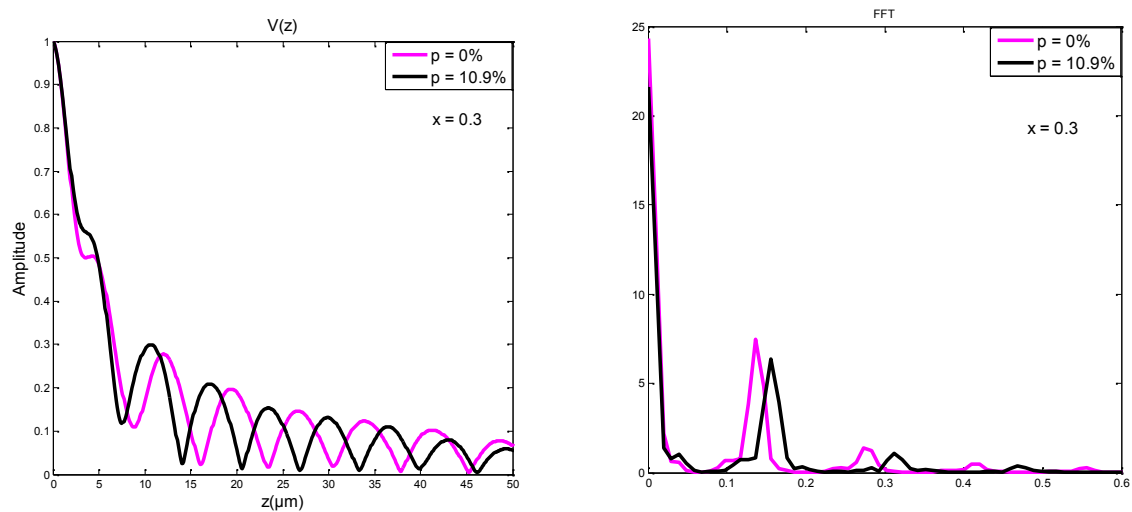 V(z)
p = 0%
p = 10.9%
x = 0.3
Amplitude
1
0.9
0.8
0.7
0.6
0.5
0.4
0.3
0.2
0.1
0
0 5 10 15 20 25 30 35 40 45 50
z(µm)
FFT
p = 0%
p = 10.9%
x = 0.3
25
20
15
10
5
0
0 0.1 0.2 0.3 0.4 0.5 0.6